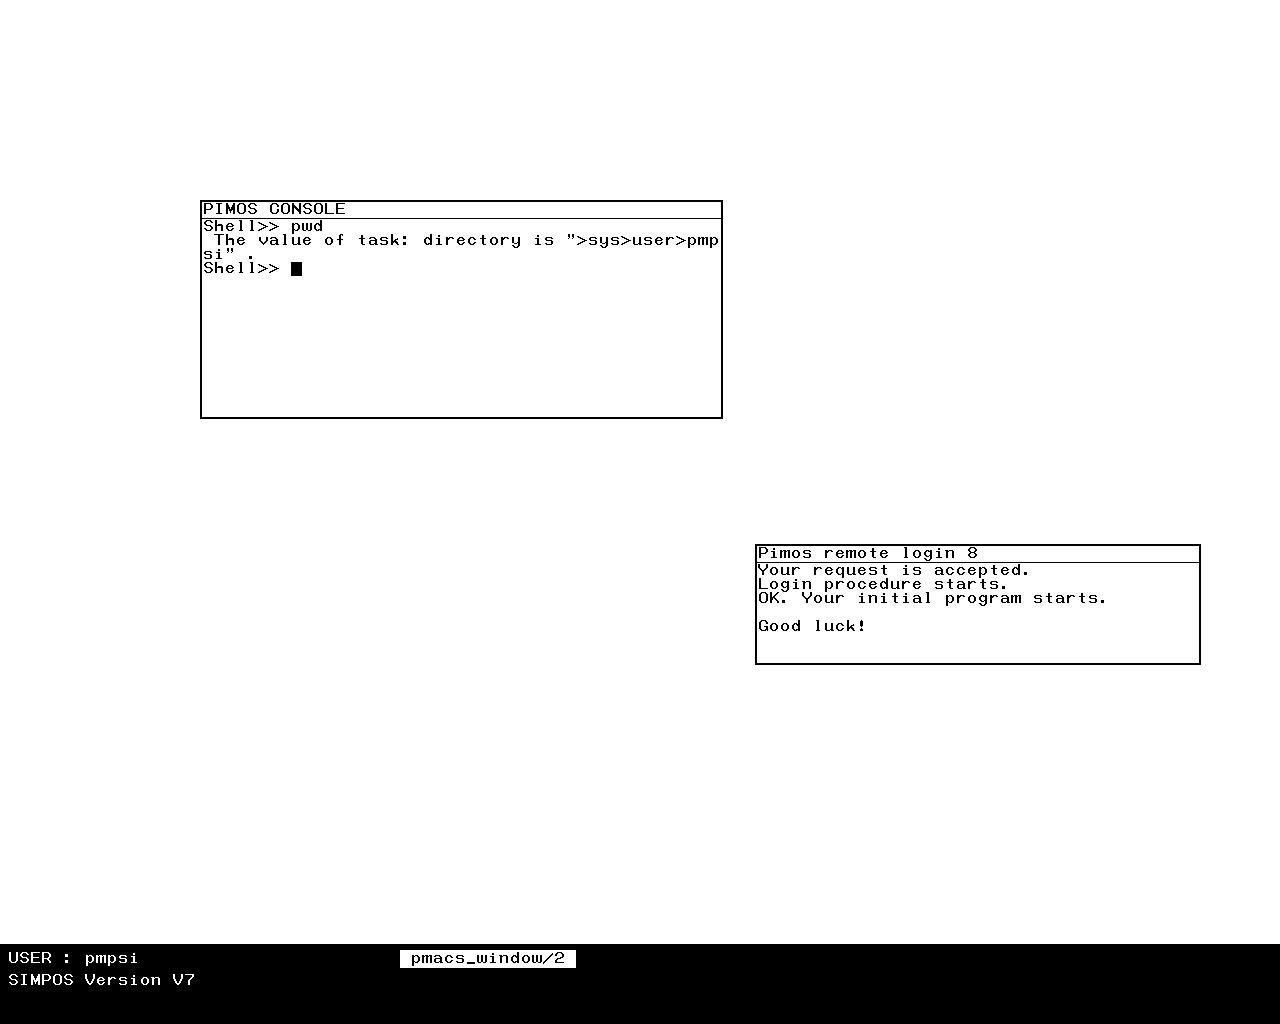 PIMOS CONSOLE
Shell>> pwd
 The value of task: directory is ">sys>user>pmp
si" .
Shell>>
Pimos remote login 8
Your request is accepted.
Login procedure starts.
OK. Your initial program starts.
Good luck!
USER : pmpsi
pmacs_window/2
SIMPOS Version V7